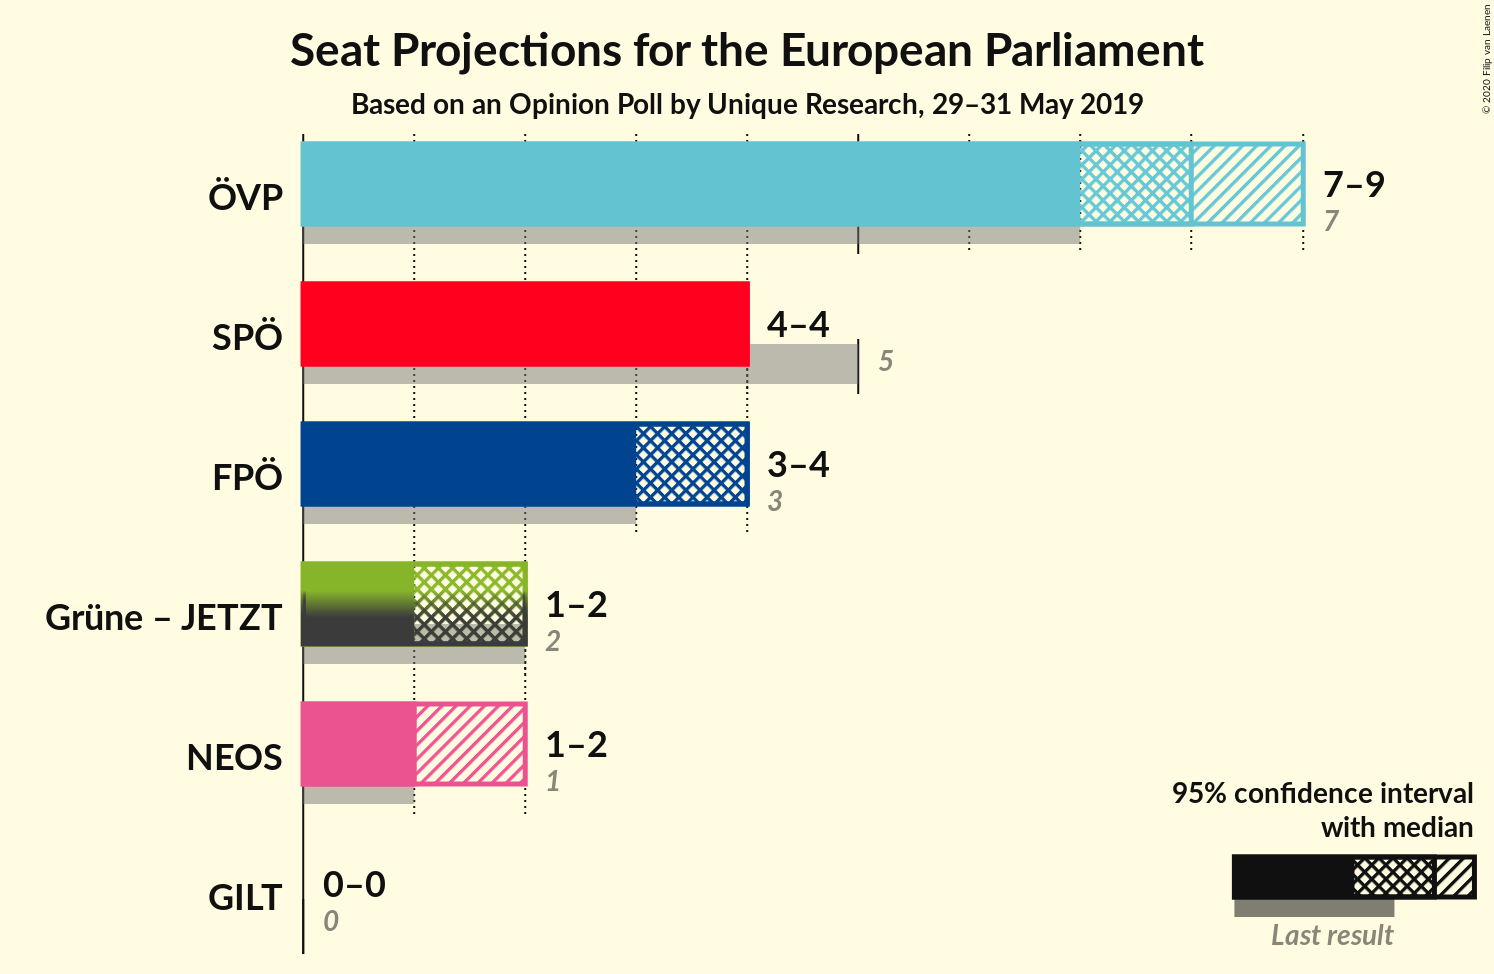 Seat Projections for the European Parliament
Based on an Opinion Poll by Unique Research, 29–31 May 2019
© 2020 Filip van Laenen
ÖVP
7–9
7
SPÖ
4–4
5
FPÖ
3–4
3
Grüne – JETZT
1–2
2
NEOS
1–2
1
GILT
0–0
0
95% confidence interval
with median
Last result